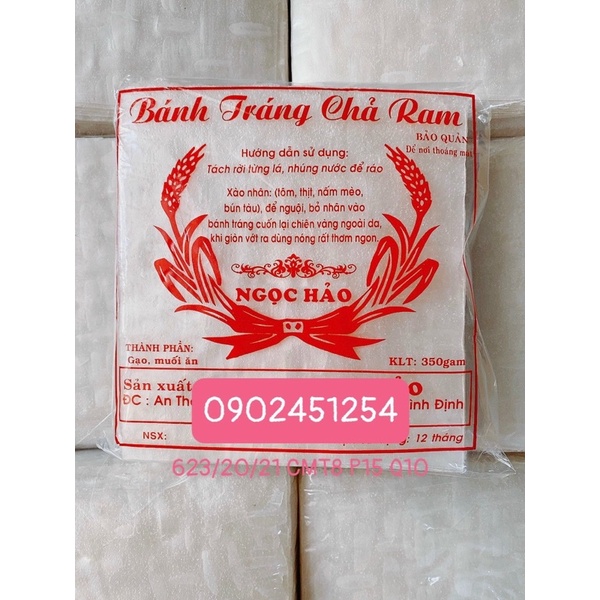 Bánh Tráng Chả Ram
BẢO QUẢN
Để nơi thoáng mát
Hướng dẫn sử dụng:
Tách rời từng lá, nhúng nước để ráo
Xào nhân: (tôm, thịt, nấm mèo,
bún tàu), để nguội, bỏ nhân vào
bánh tráng cuốn lại chiên vàng ngoài da,
khi giòn vớt ra dùng nóng rất thơm ngon.
NGỌC HẢO
THÀNH PHẦN:
Gạo, muối ăn
KLT: 350gam
Sản xuất
ĐC : An
Định
0902451254
NSX:
12 tháng
623/20/21 CMT8 P15 Q10